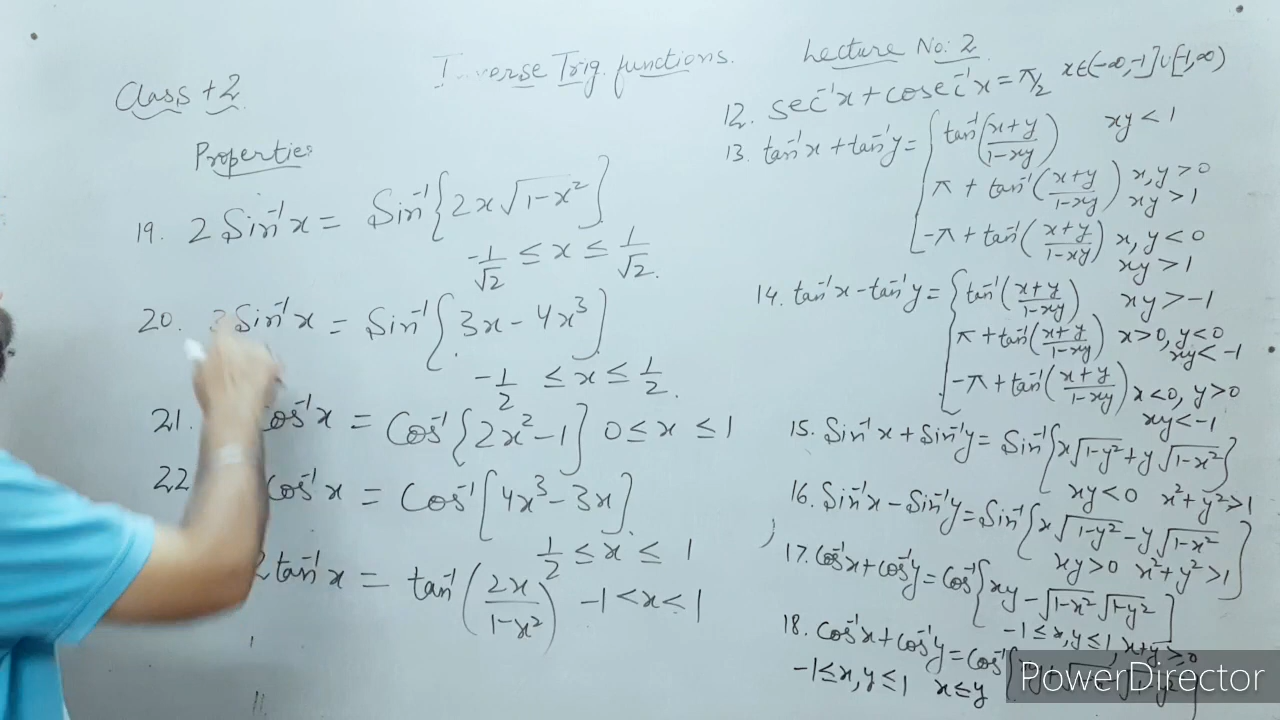 Inverse Trig. functions.
Lecture No: 2
Class +2
Properties
19. 2 Sin⁻¹x = Sin⁻¹{2x√(1-x²)}
-1/√2 ≤ x ≤ 1/√2.
20. 3Sin⁻¹x = Sin⁻¹{3x - 4x³}
-1/2 ≤ x ≤ 1/2.
21. Cos⁻¹x = Cos⁻¹{2x²-1] 0 ≤ x ≤ 1
22 Cos⁻¹x = Cos⁻¹[4x³-3x].
1/2 ≤ x ≤ 1
2tan⁻¹x = tan⁻¹(2x/(1-x²)) -1 < x < 1
12. sec⁻¹x + cosec⁻¹x = π/2 x∈(-∞,-1]∪[1,∞)
13. tan⁻¹x + tan⁻¹y = { tan⁻¹((x+y)/(1-xy)) xy < 1
π + tan⁻¹((x+y)/(1-xy)) x,y > 0 xy > 1
-π + tan⁻¹((x+y)/(1-xy)) x,y < 0
xy > 1
14. tan⁻¹x - tan⁻¹y = { tan⁻¹((x+y)/(1-xy)) xy > -1
π + tan⁻¹((x+y)/(1-xy)) x>0, y<0 xy < -1
-π + tan⁻¹((x+y)/(1-xy)) x<0, y>0
xy < -1
15. Sin⁻¹x + Sin⁻¹y = Sin⁻¹{x√(1-y²) + y√(1-x²)}
xy < 0 x²+y² > 1
16. Sin⁻¹x - Sin⁻¹y = Sin⁻¹{x√(1-y²) - y√(1-x²)]
xy > 0 x²+y² > 1
17. Cos⁻¹x + Cos⁻¹y = Cos⁻¹{xy - √(1-x²) √(1-y²)]
-1 ≤ x,y ≤ 1, x+y ≥ 0
18. Cos⁻¹x + Cos⁻¹y = Cos⁻¹
-1 ≤ x,y ≤ 1 x ≤ y
PowerDirector